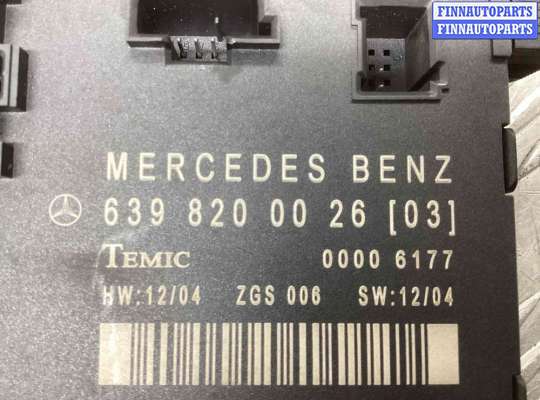 FINNAUTOPARTS
FINNAUTOPARTS
MERCEDES BENZ
639 820 00 26 [03]
TEMIC 0000 6177
HW:12/04 ZGS 006 SW:12/04